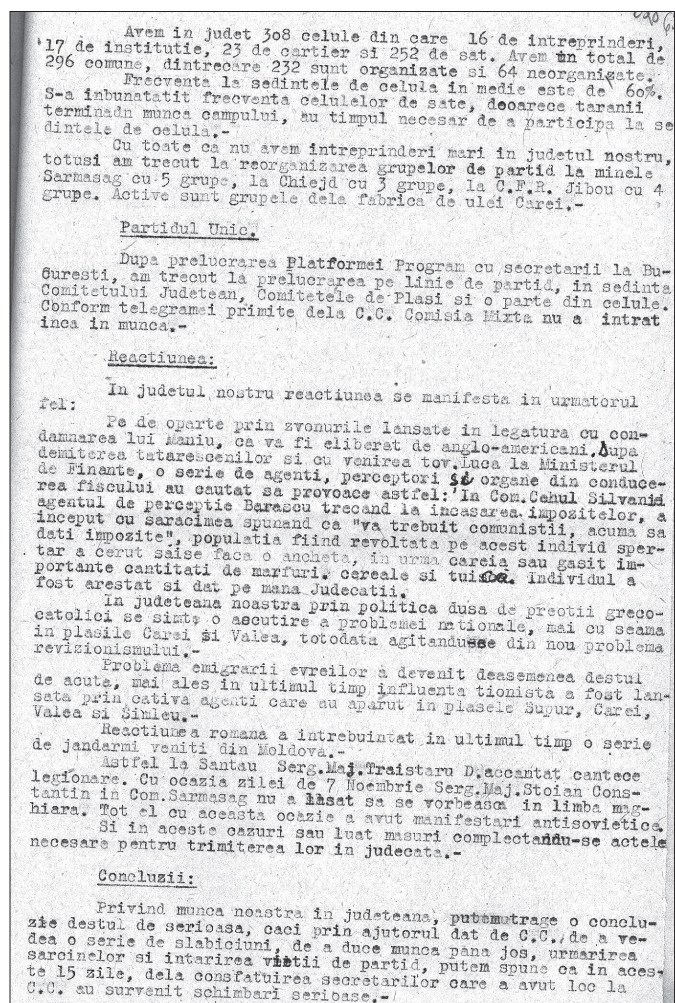 Avem in judet 308 celule din care 16 de intreprinderi,
17 de institutie, 23 de cartier si 252 de sat. Avem un total de
296 comune, dintrecare 232 sunt organizate si 64 neorganizate.
Frecventa la sedintele de celula in medie este de 60%.
S-a inbunatatit frecventa celulelor de sate, deoarece taranii
terminadn munca campului, au timpul necesar de a participa la se
dintele de celula.-
Cu toate ca nu avem intreprinderi mari in judetul nostru,
totusi am trecut la reorganizarea grupelor de partid la minele
Sarmasag cu 5 grupe, la Chiejd cu 3 grupe, la C.F.R. Jibou cu 4
grupe. Active sunt grupele dela fabrica de ulei Carei.-
Partidul Unic.
Dupa prelucrarea Platformei Program cu secretarii la Bu-
curesti, am trecut la prelucrarea pe linie de partid, in sedinta
Comitetului Judetean, Comitetele de Plasi si o parte din celule.
Conform telegramei primite dela C.C. Comisia Mixta nu a intrat
inca in munca.-
Reactiunea:
In judetul nostru reactiunea se manifesta in urmatorul
fel:
Pe de oparte prin zvonurile lansate in legatura cu con-
damnarea lui Maniu, ca va fi eliberat de anglo-americani. Dupa
demiterea tatarescenilor si cu venirea tov.Luca la Ministerul
de Finante, o serie de agenti, perceptori si organe din conduce-
rea fiscului au cautat sa provoace astfel: In Com.Cehul Silvaniei
agentul de perceptie Barascu trecand la incasarea impozitelor, a
inceput cu saracimea spunand ca "va trebuit comunistii, acuma sa
dati impozite", populatia fiind revoltata pe acest individ sper-
tar a cerut saise faca o ancheta, in urma careia sau gasit im-
portante cantitati de marfuri. cereale si tuica. Individul a
fost arestat si dat pe mana Judecatii.
In judeteana noastra prin politica dusa de preotii greco-
catolici se simte o ascutire a problemei nationale, mai cu seama
in plasile Carei si Valea, totodata agitanduse din nou problema
revizionismului.-
Problema emigrarii evreilor a devenit deasemenea destul
de acuta, mai ales in ultimul timp influenta tionista a fost lan-
sata prin cativa agenti care au aparut in plasele Supur, Carei,
Valea si Simleu.-
Reactiunea romana a intrebuintat in ultimul timp o serie
de jandarmi veniti din Moldova.-
Astfel la Santau Serg.Maj.Traistaru D.accantat cantece
legionare. Cu ocazia zilei de 7 Noembrie Serg.Maj.Stoian Cons-
tantin in Com.Sarmasag nu a lasat sa se vorbeasca in limba mag-
hiara. Tot el cu aceasta ocazie a avut manifestari antisovietice.
Si in aceste cazuri sau luat masuri complectandu-se actele
necesare pentru trimiterea lor in judecata.-
Concluzii:
Privind munca noastra in judeteana, putemutrage o conclu-
zie destul de serioasa, caci prin ajutorul dat de C.C. de a ve-
dea o serie de slabiciuni, de a duce munca pana jos, urmarirea
sarcinelor si intarirea vietii de partid, putem spune ca in aces-
te 15 zile, dela consfatuirea secretarilor care a avut loc la
C.C. au survenit schimbari serioase.-